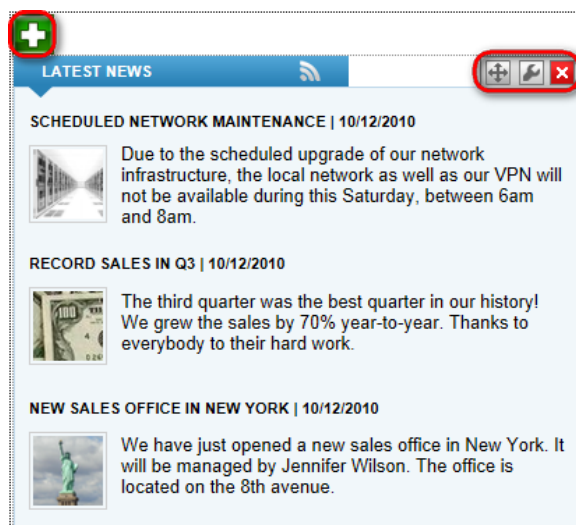 LATEST NEWS
SCHEDULED NETWORK MAINTENANCE | 10/12/2010
Due to the scheduled upgrade of our network
infrastructure, the local network as well as our VPN will
not be available during this Saturday, between 6am
and 8am.
RECORD SALES IN Q3 | 10/12/2010
The third quarter was the best quarter in our history!
We grew the sales by 70% year-to-year. Thanks to
everybody to their hard work.
NEW SALES OFFICE IN NEW YORK | 10/12/2010
We have just opened a new sales office in New York. It
will be managed by Jennifer Wilson. The office is
located on the 8th avenue.